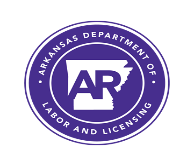 • ARKANSAS DEPARTMENT OF •
AR
LABOR AND LICENSING